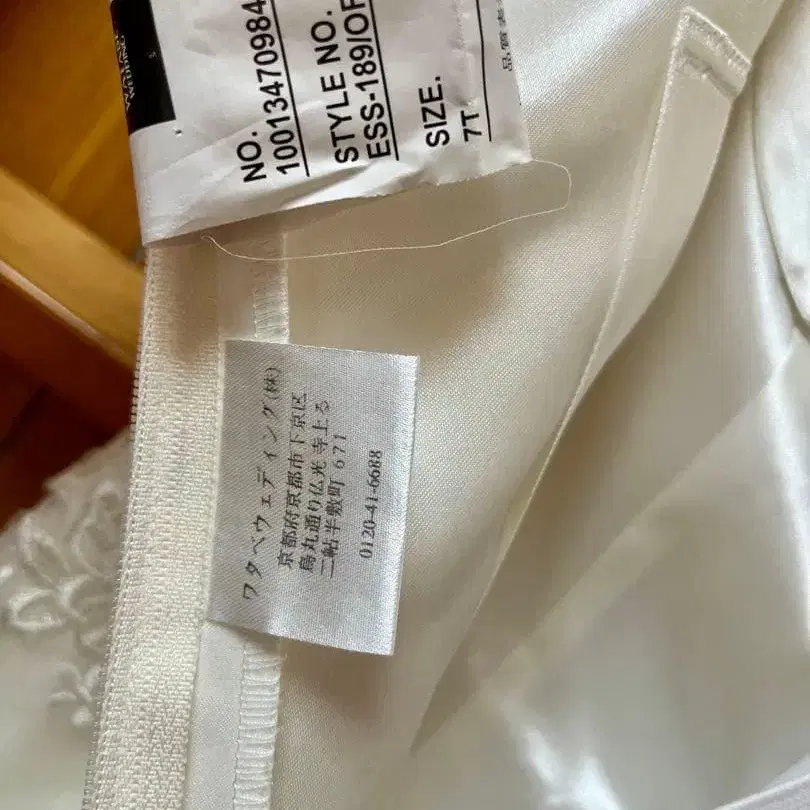 NO.
10013470984
STYLE NO.
ESS-189/OF
SIZE.
7T
ワタベウェディング(株)
京都府京都市下京区
烏丸通り仏光寺上る
二帖半敷町 671
0120-41-6688